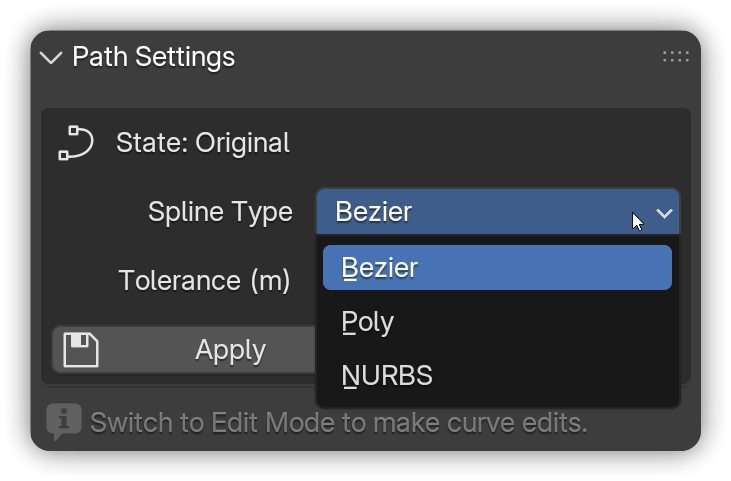 Path Settings
State: Original
Spline Type Bezier
Bezier
Tolerance (m)
Poly
Apply
NURBS
Switch to Edit Mode to make curve edits.